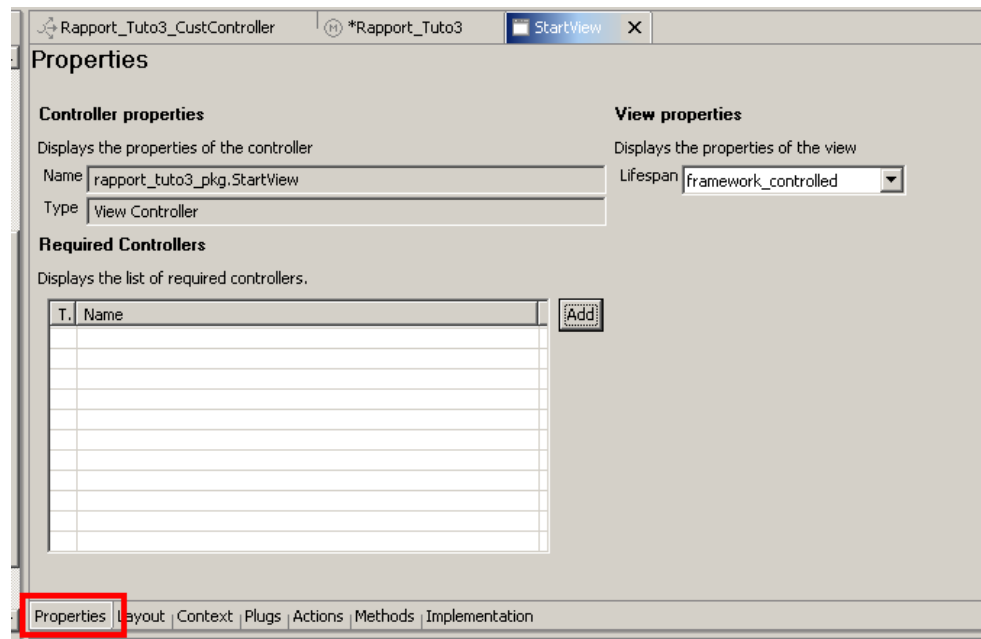 Rapport_Tuto3_CustController *Rapport_Tuto3 StartView
Properties
Controller properties
Displays the properties of the controller
Name rapport_tuto3_pkg.StartView
Type View Controller
View properties
Displays the properties of the view
Lifespan framework_controlled
Required Controllers
Displays the list of required controllers.
T. Name
Add
Properties Layout Context Plugs Actions Methods Implementation